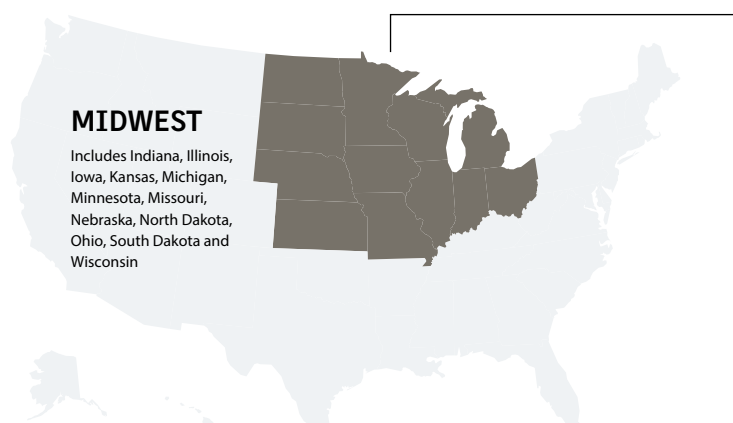 MIDWEST
Includes Indiana, Illinois,
Iowa, Kansas, Michigan,
Minnesota, Missouri,
Nebraska, North Dakota,
Ohio, South Dakota and
Wisconsin